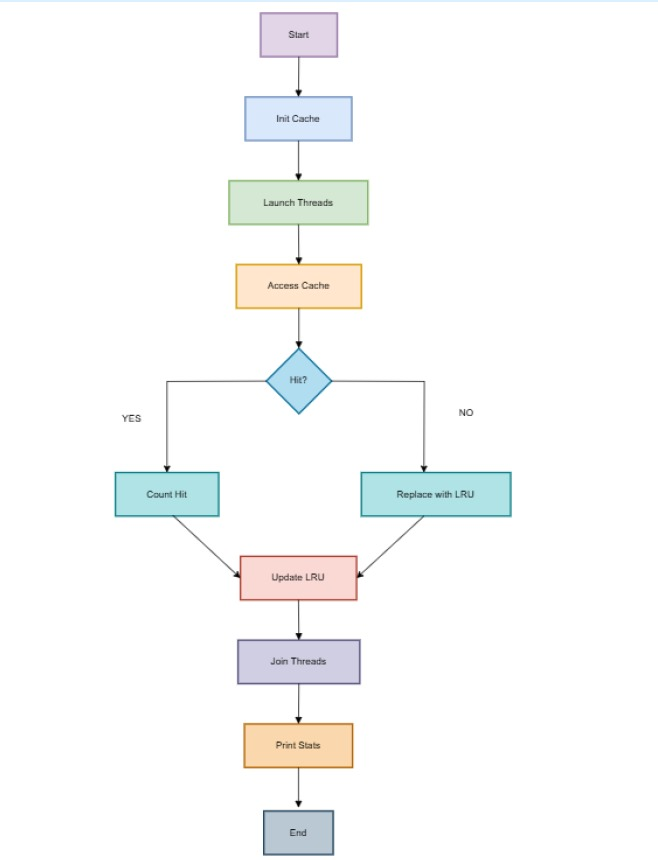 Start
Init Cache
Launch Threads
Access Cache
Hit?
YES
NO
Count Hit
Replace with LRU
Update LRU
Join Threads
Print Stats
End